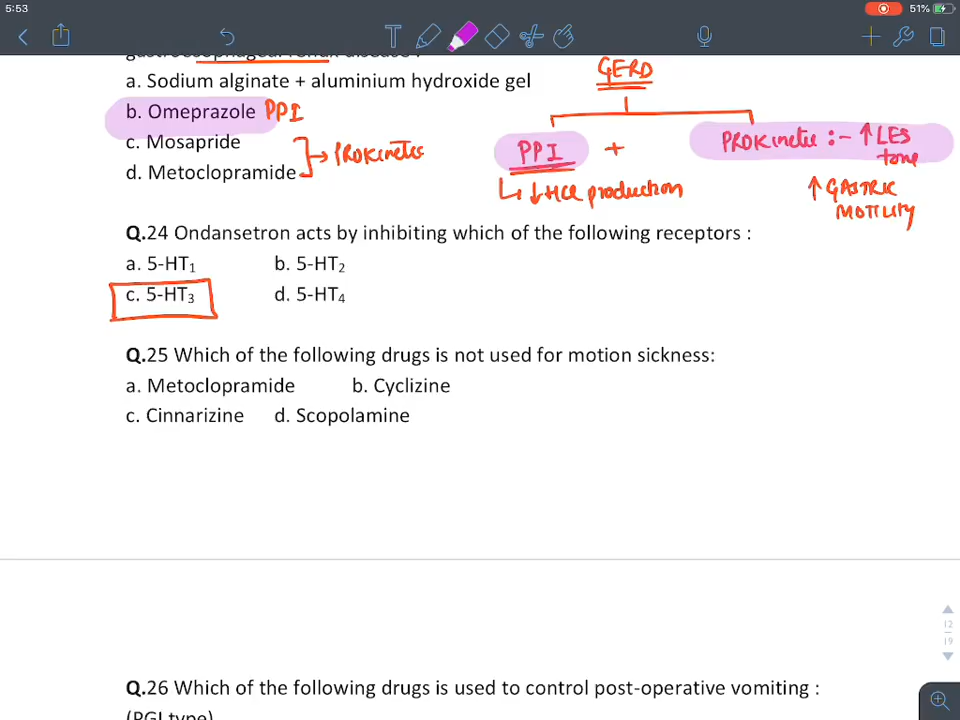 5:53
51%
T
a. Sodium alginate + aluminium hydroxide gel
b. Omeprazole PPI
c. Mosapride
d. Metoclopramide
GERD
PPI + PROKinetic :- ↑ LES tone
↓ HCl production
↑ GASTRIC
MOTILITY
Q.24 Ondansetron acts by inhibiting which of the following receptors :
a. 5-HT₁ b. 5-HT₂
c. 5-HT₃ d. 5-HT₄
Q.25 Which of the following drugs is not used for motion sickness:
a. Metoclopramide b. Cyclizine
c. Cinnarizine d. Scopolamine
12
19
Q.26 Which of the following drugs is used to control post-operative vomiting :
(PGI type)